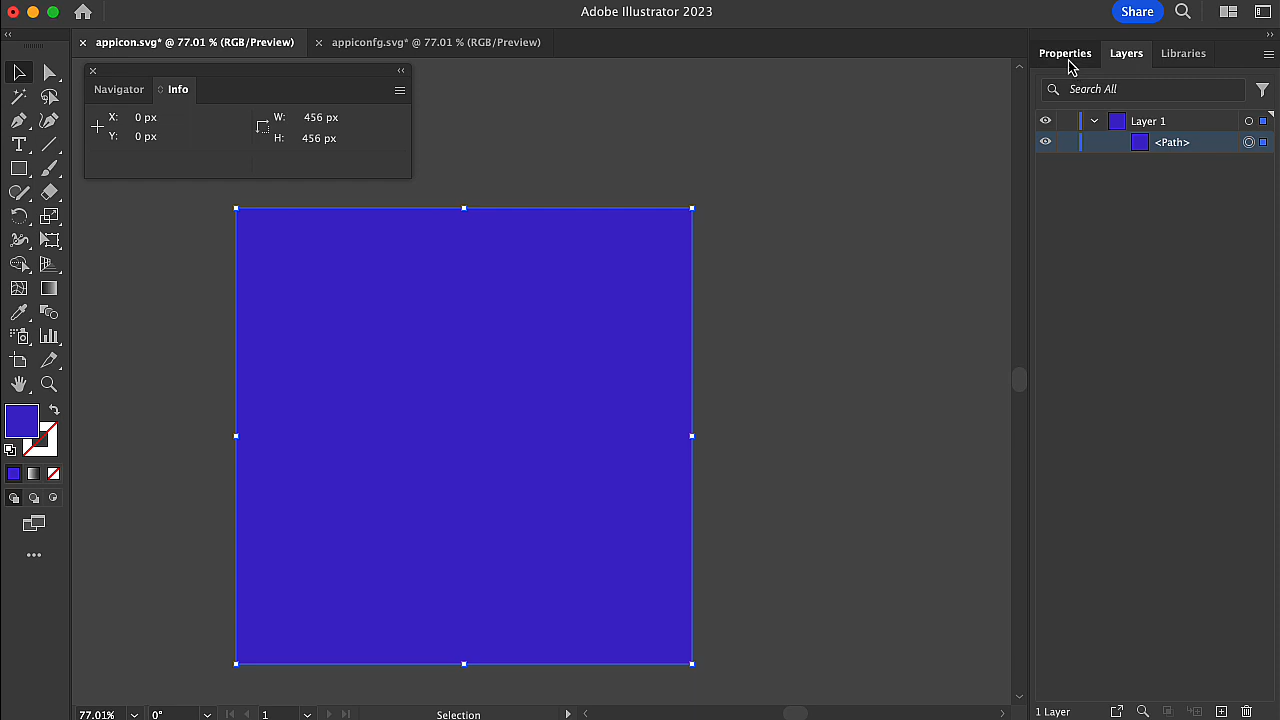 Adobe Illustrator 2023
Share
appicon.svg* @ 77.01 % (RGB/Preview)
appiconfg.svg* @ 77.01 % (RGB/Preview)
Properties
Layers
Libraries
Navigator
Info
Search All
X: 0 px
W: 456 px
Y: 0 px
H: 456 px
Layer 1
<Path>
77.01%
0°
1
Selection
1 Layer